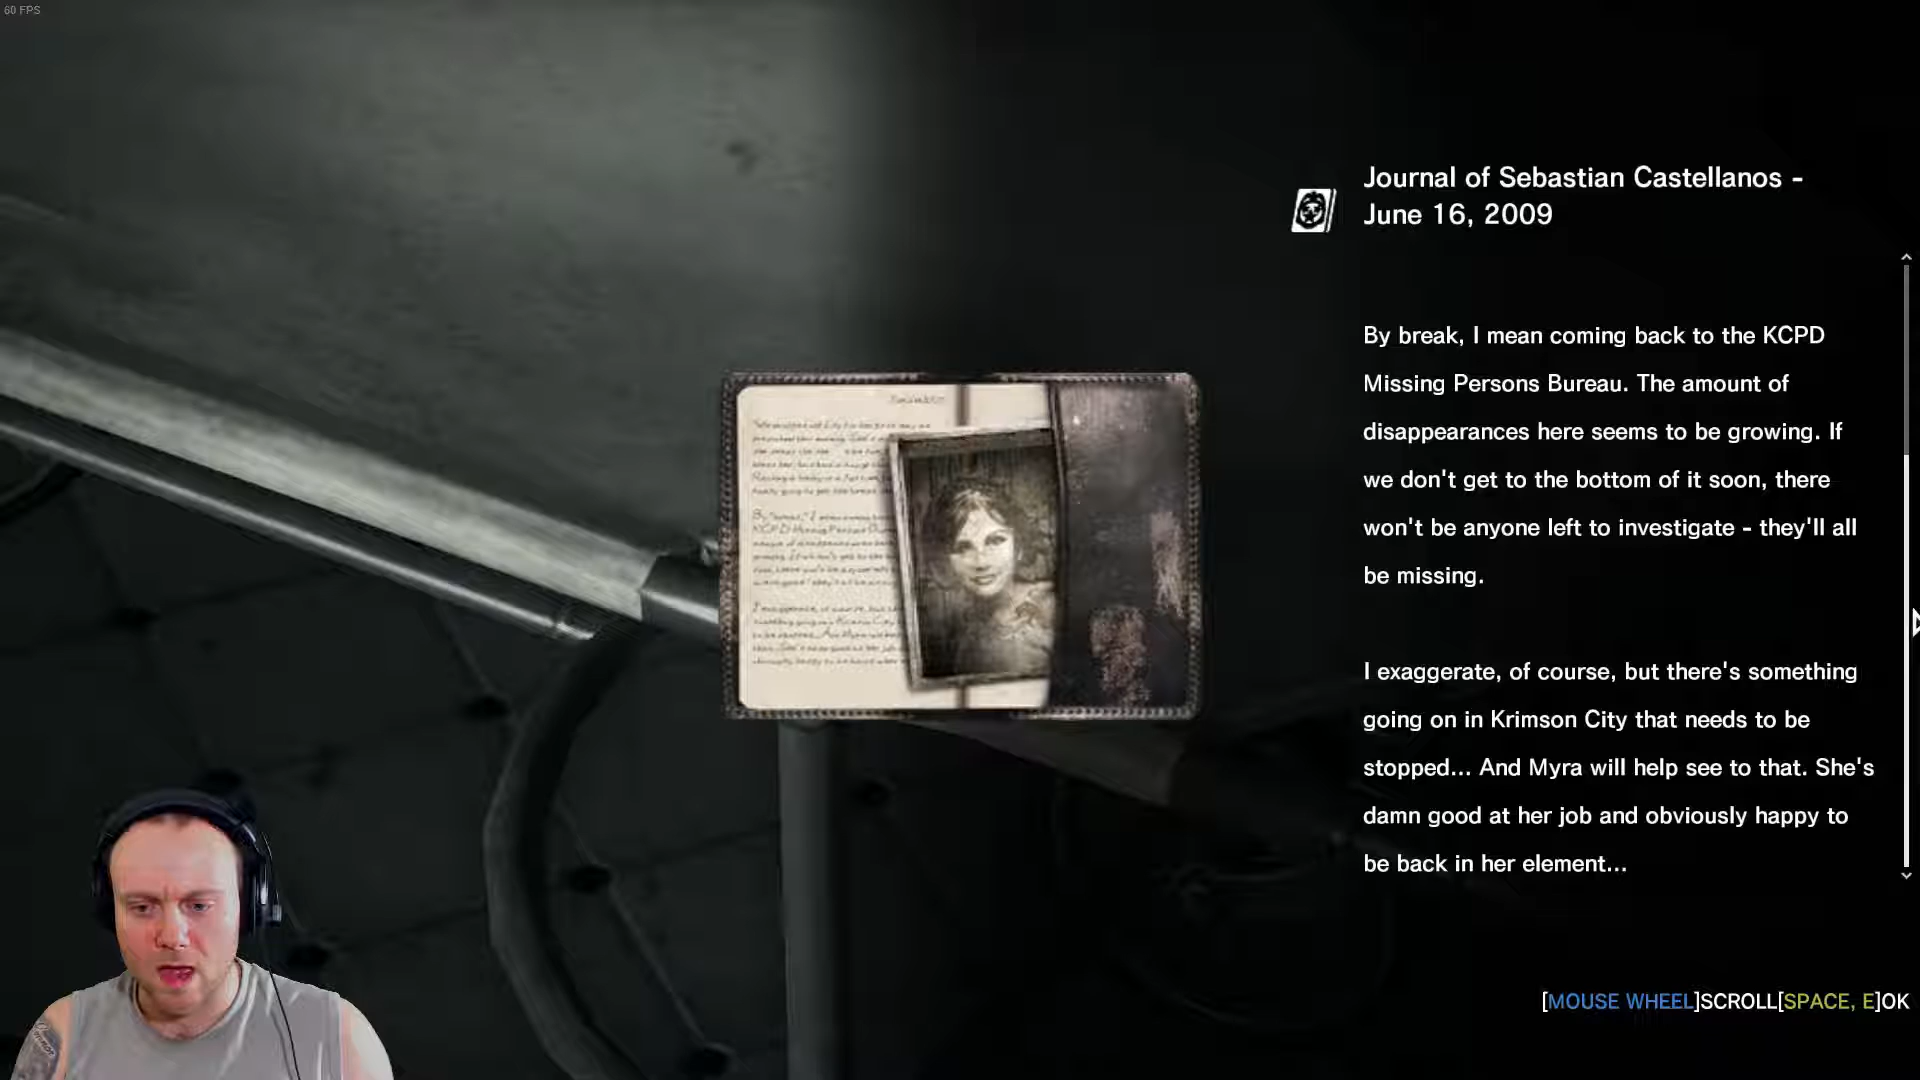 60 FPS
Journal of Sebastian Castellanos -
June 16, 2009
By break, I mean coming back to the KCPD
Missing Persons Bureau. The amount of
disappearances here seems to be growing. If
we don't get to the bottom of it soon, there
won't be anyone left to investigate - they'll all
be missing.
I exaggerate, of course, but there's something
going on in Krimson City that needs to be
stopped... And Myra will help see to that. She's
damn good at her job and obviously happy to
be back in her element...
[MOUSE WHEEL]SCROLL[SPACE, E]OK